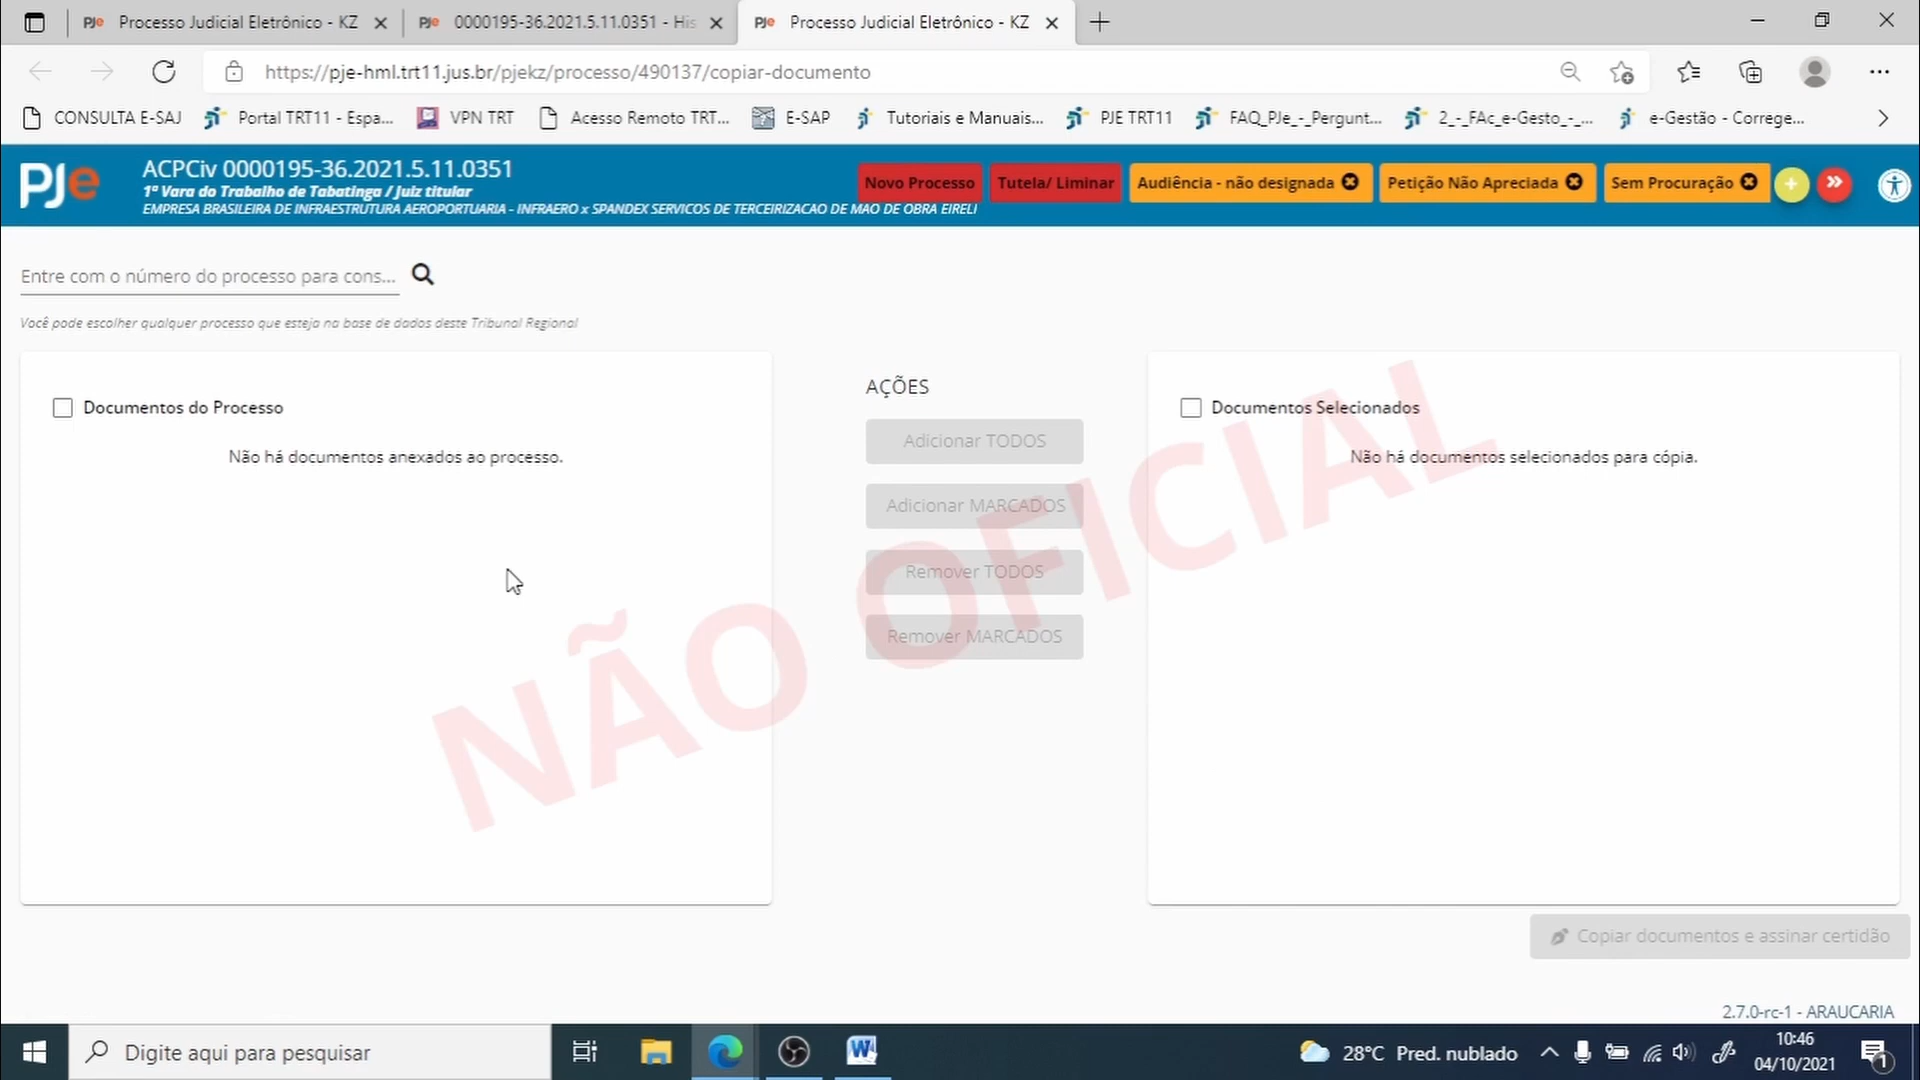 Processo Judicial Eletrônico - KZ
0000195-36.2021.5.11.0351 - His
Processo Judicial Eletrônico - KZ
https://pje-hml.trt11.jus.br/pjekz/processo/490137/copiar-documento
CONSULTA E-SAJ
Portal TRT11 - Espa...
VPN TRT
Acesso Remoto TRT...
E-SAP
Tutoriais e Manuais...
PJE TRT11
FAQ_PJe_-_Pergunt...
2_-_FAc_e-Gesto_-_...
e-Gestão - Correge...
PJe
ACPCiv 0000195-36.2021.5.11.0351
1ª Vara do Trabalho de Tabatinga / Juiz titular
EMPRESA BRASILEIRA DE INFRAESTRUTURA AEROPORTUARIA - INFRAERO x SPANDEX SERVICOS DE TERCEIRIZACAO DE MAO DE OBRA EIRELI
Novo Processo
Tutela/ Liminar
Audiência - não designada
Petição Não Apreciada
Sem Procuração
Entre com o número do processo para cons...
Você pode escolher qualquer processo que esteja na base de dados deste Tribunal Regional
Documentos do Processo
Não há documentos anexados ao processo.
AÇÕES
Adicionar TODOS
Adicionar MARCADOS
Remover TODOS
Remover MARCADOS
Documentos Selecionados
Não há documentos selecionados para cópia.
NÃO OFICIAL
Copiar documentos e assinar certidão
2.7.0-rc-1 - ARAUCARIA
Digite aqui para pesquisar
28°C Pred. nublado
10:46
04/10/2021
1